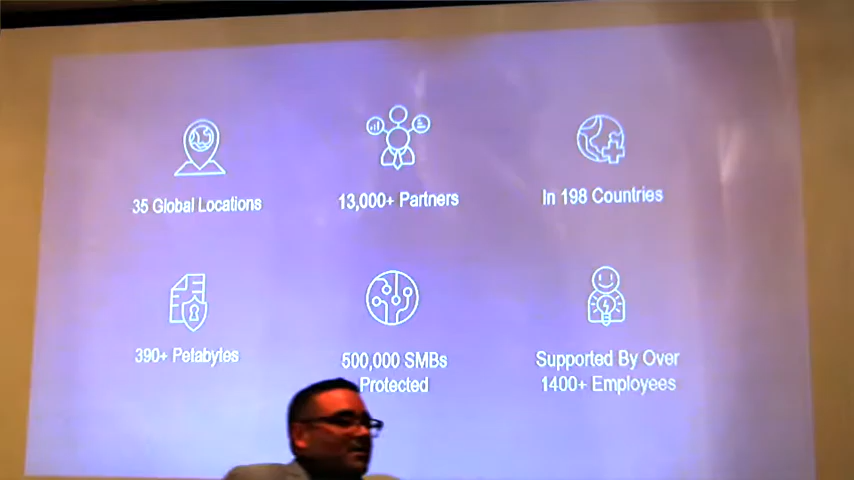 35 Global Locations
13,000+ Partners
In 198 Countries
390+ Petabytes
500,000 SMBs
Protected
Supported By Over
1400+ Employees